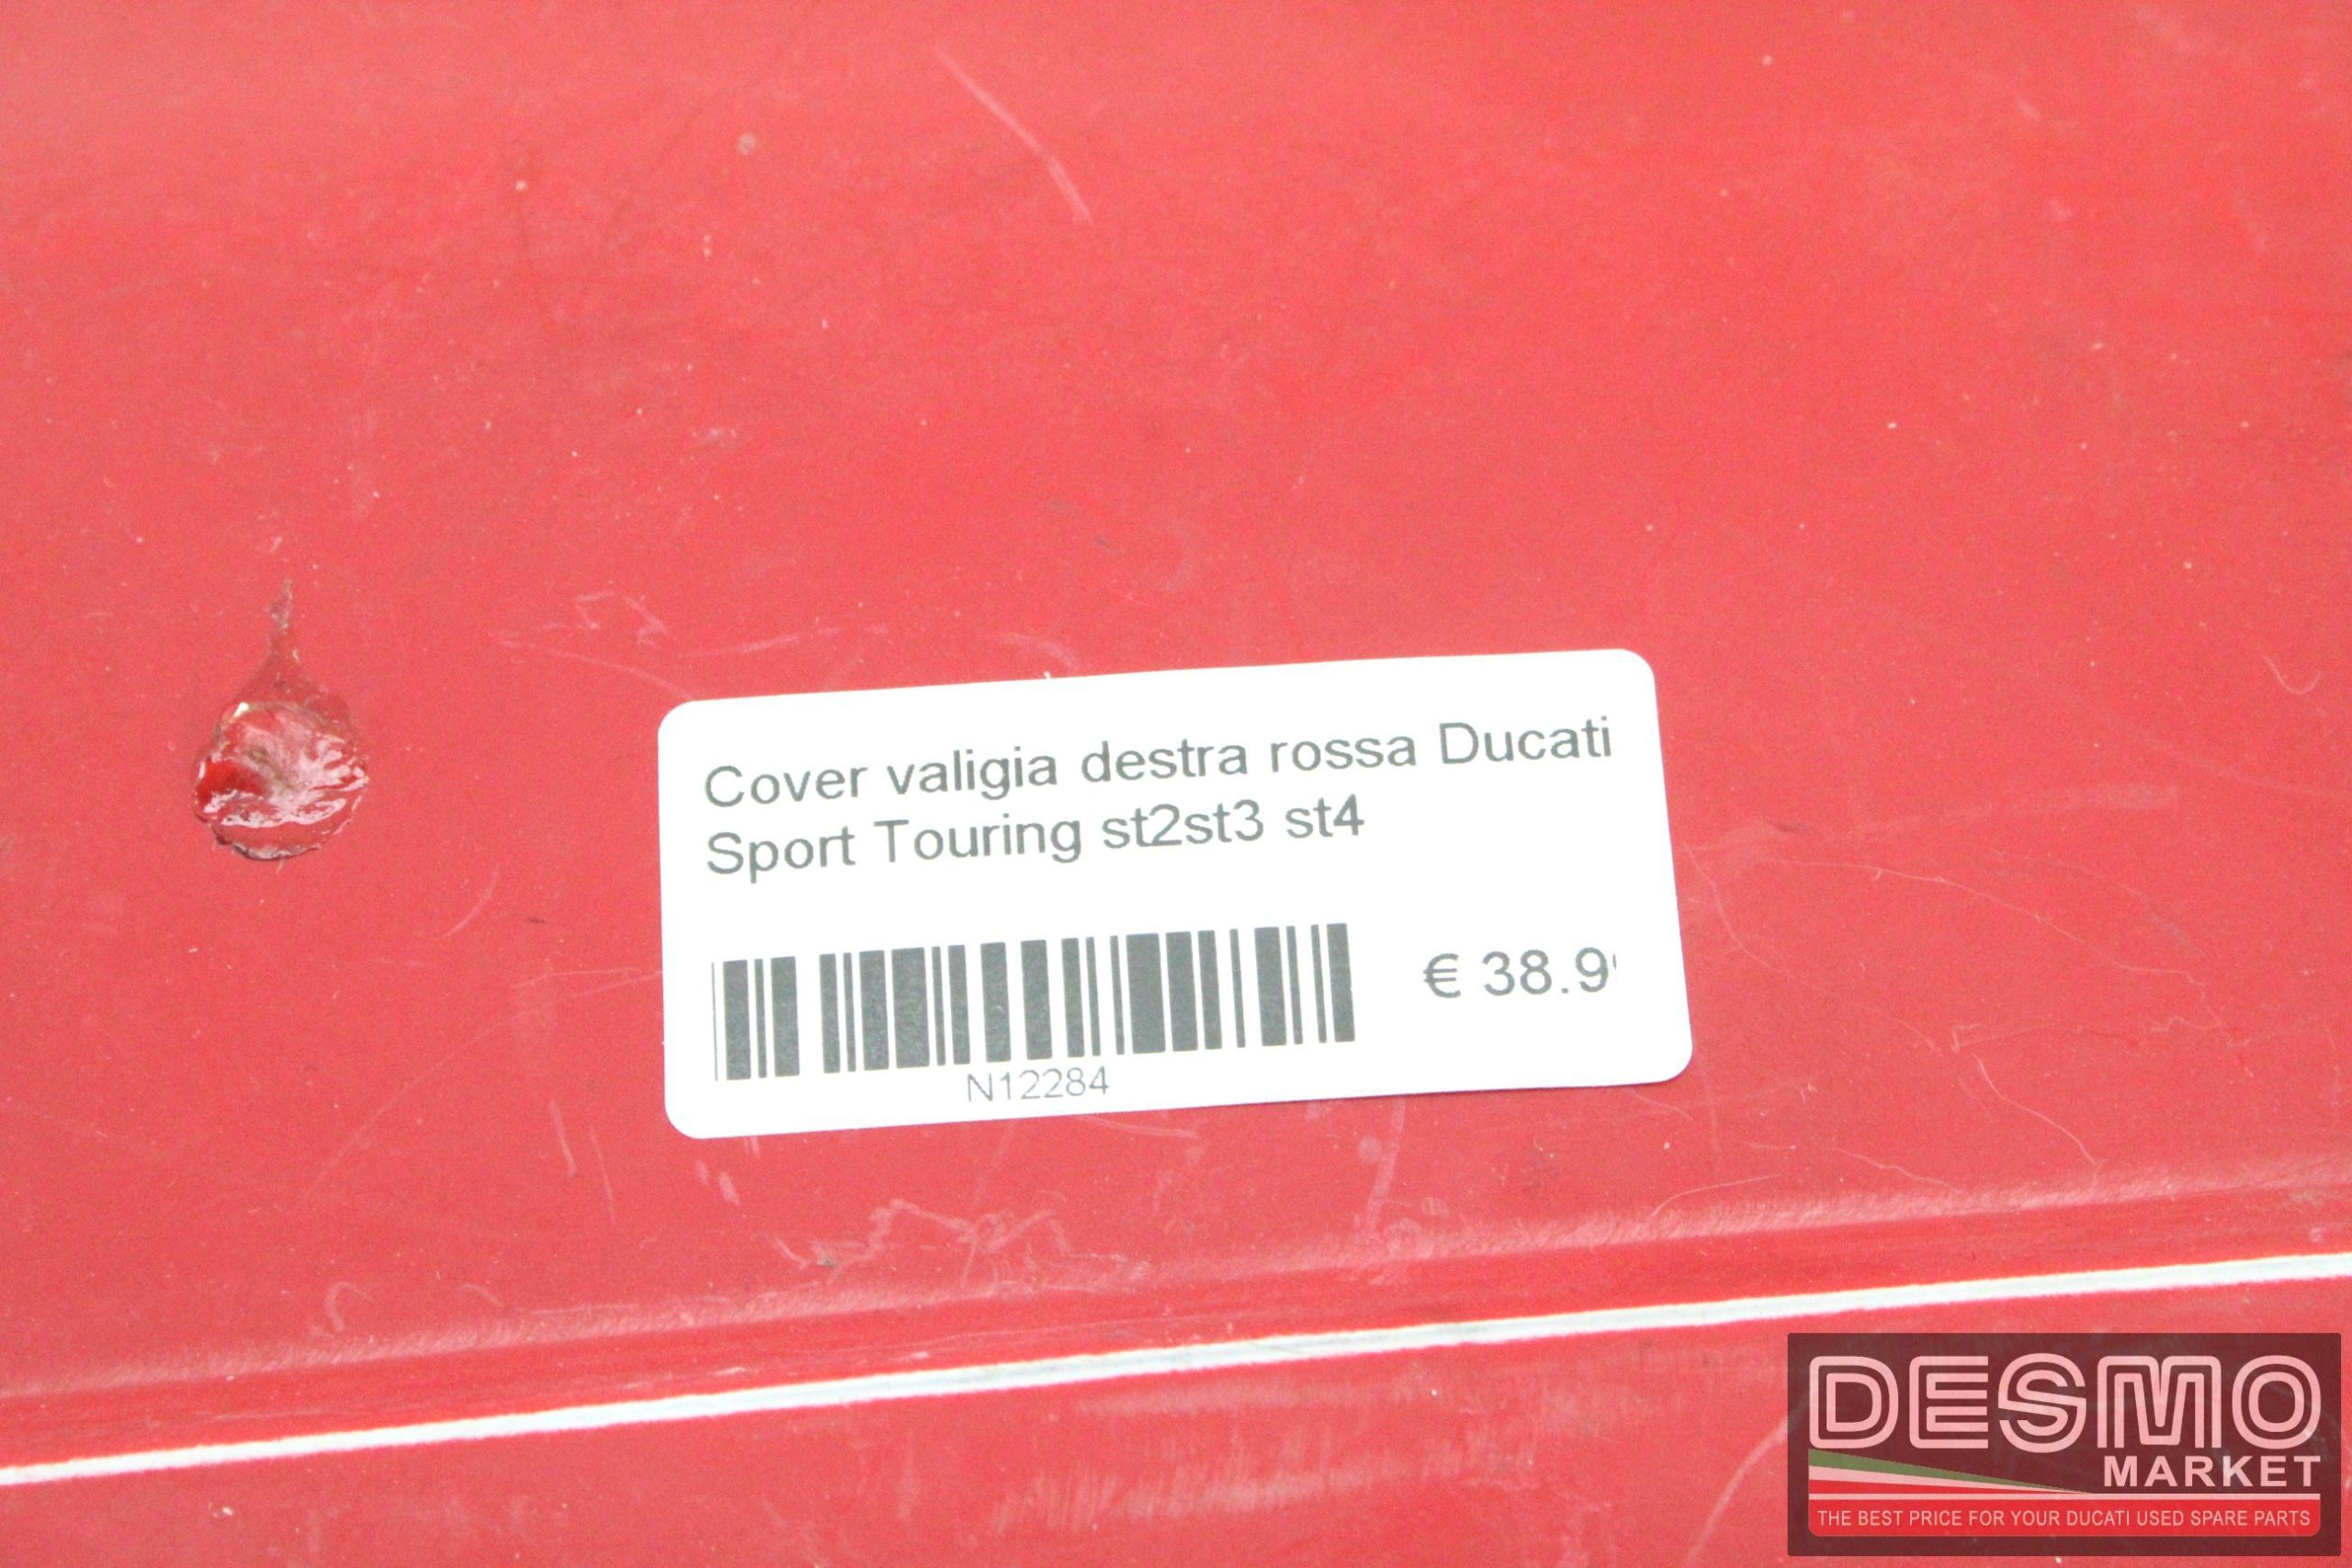 Cover valigia destra rossa Ducati
Sport Touring st2st3 st4
€ 38.9
N12284
DESMO
MARKET
THE BEST PRICE FOR YOUR DUCATI USED SPARE PARTS